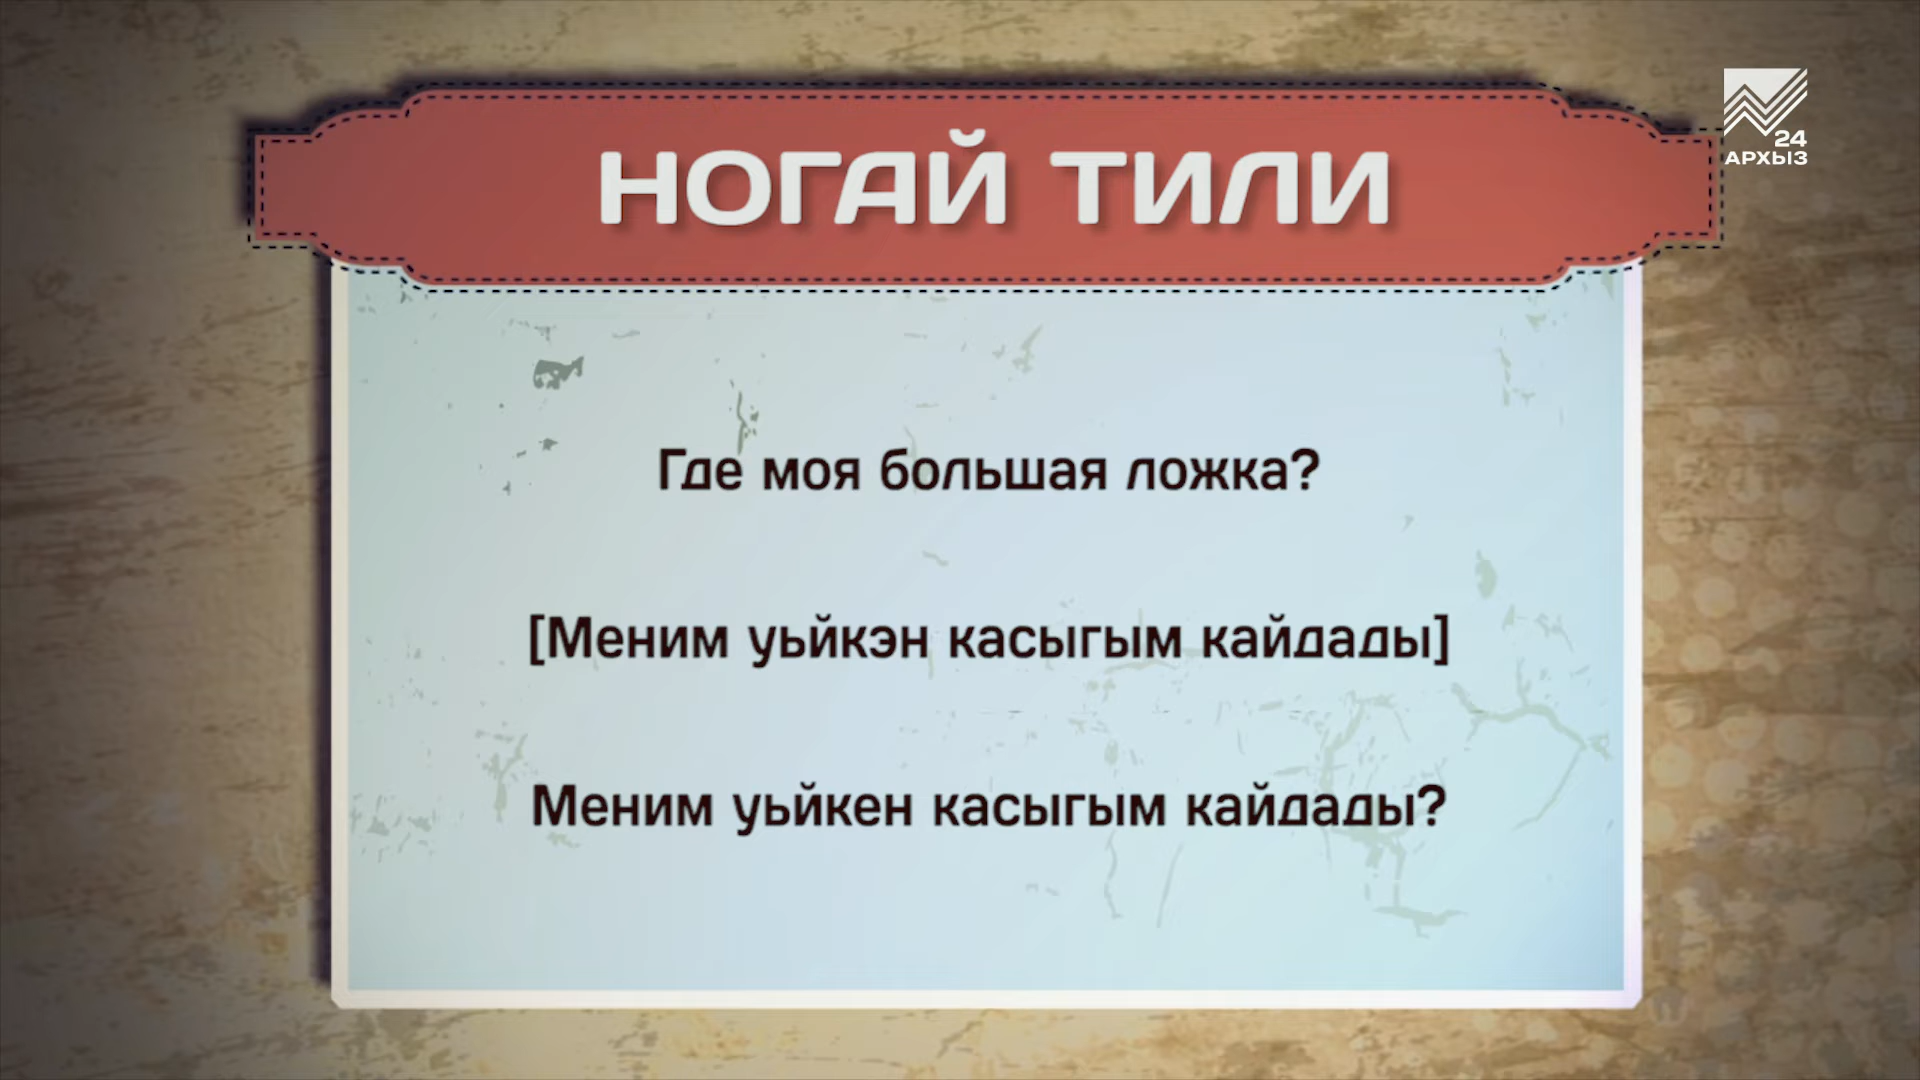 24
АРХЫЗ
НОГАЙ ТИЛИ
Где моя большая ложка?
[Меним уьйкэн касыгым кайдады]
Меним уьйкен касыгым кайдады?